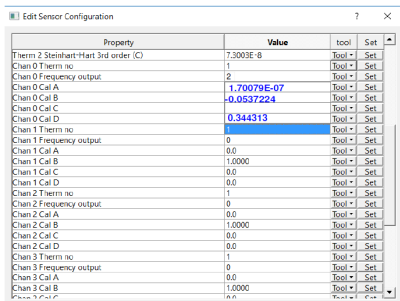 Edit Sensor Configuration ? ×
Property Value tool Set
Therm 2 Steinhart-Hart 3rd order (C) 7.3003E-8 Tool Set
Chan 0 Therm no 1 Tool Set
Chan 0 Frequency output 2 Tool Set
Chan 0 Cal A 1.70079E-07 Tool Set
Chan 0 Cal B -0.0537224 Tool Set
Chan 0 Cal C Tool Set
Chan 0 Cal D 0.344313 Tool Set
Chan 1 Therm no 1 Tool Set
Chan 1 Frequency output 0 Tool Set
Chan 1 Cal A 0.0 Tool Set
Chan 1 Cal B 1.0000 Tool Set
Chan 1 Cal C 0.0 Tool Set
Chan 1 Cal D 0.0 Tool Set
Chan 2 Therm no 1 Tool Set
Chan 2 Frequency output 0 Tool Set
Chan 2 Cal A 0.0 Tool Set
Chan 2 Cal B 1.0000 Tool Set
Chan 2 Cal C 0.0 Tool Set
Chan 2 Cal D 0.0 Tool Set
Chan 3 Therm no 1 Tool Set
Chan 3 Frequency output 0 Tool Set
Chan 3 Cal A 0.0 Tool Set
Chan 3 Cal B 1.0000 Tool Set
Chan 3 Cal C 0.0 Tool Set